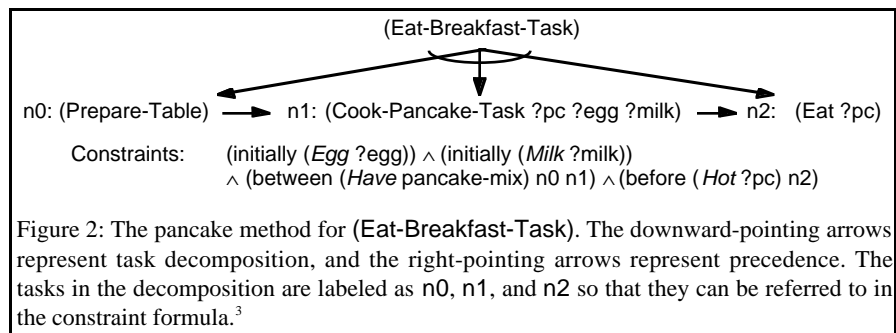 (Eat-Breakfast-Task)
n0: (Prepare-Table) n1: (Cook-Pancake-Task ?pc ?egg ?milk) n2: (Eat ?pc)
Constraints: (initially (Egg ?egg)) ∧ (initially (Milk ?milk))
∧ (between (Have pancake-mix) n0 n1) ∧ (before (Hot ?pc) n2)
Figure 2: The pancake method for (Eat-Breakfast-Task). The downward-pointing arrows
represent task decomposition, and the right-pointing arrows represent precedence. The
tasks in the decomposition are labeled as n0, n1, and n2 so that they can be referred to in
the constraint formula.3